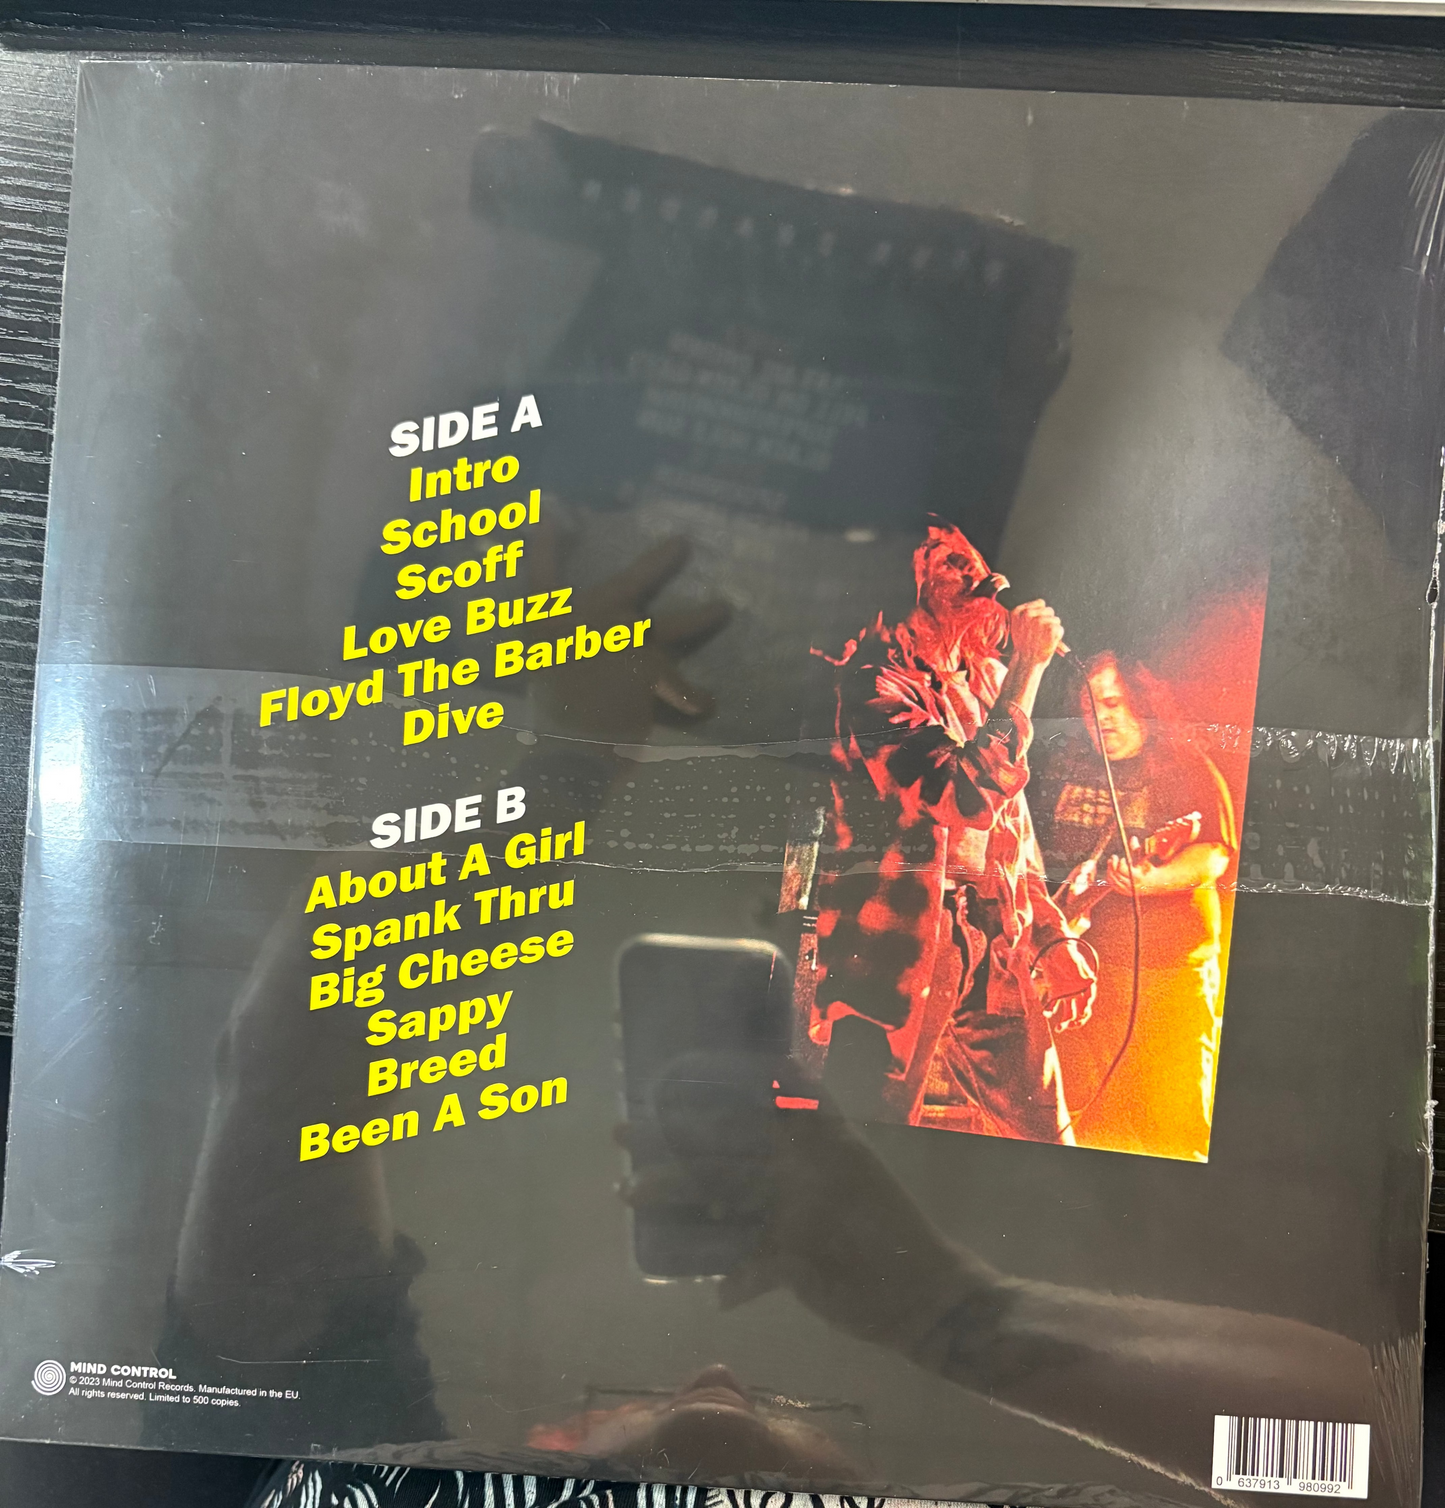 SIDE A
Intro
School
Scoff
Love Buzz
Floyd The Barber
Dive
SIDE B
About A Girl
Spank Thru
Big Cheese
Sappy
Breed
Been A Son
MIND CONTROL
© 2023 Mind Control Records. Manufactured in the EU.
All rights reserved. Limited to 500 copies.
0 637913 980992